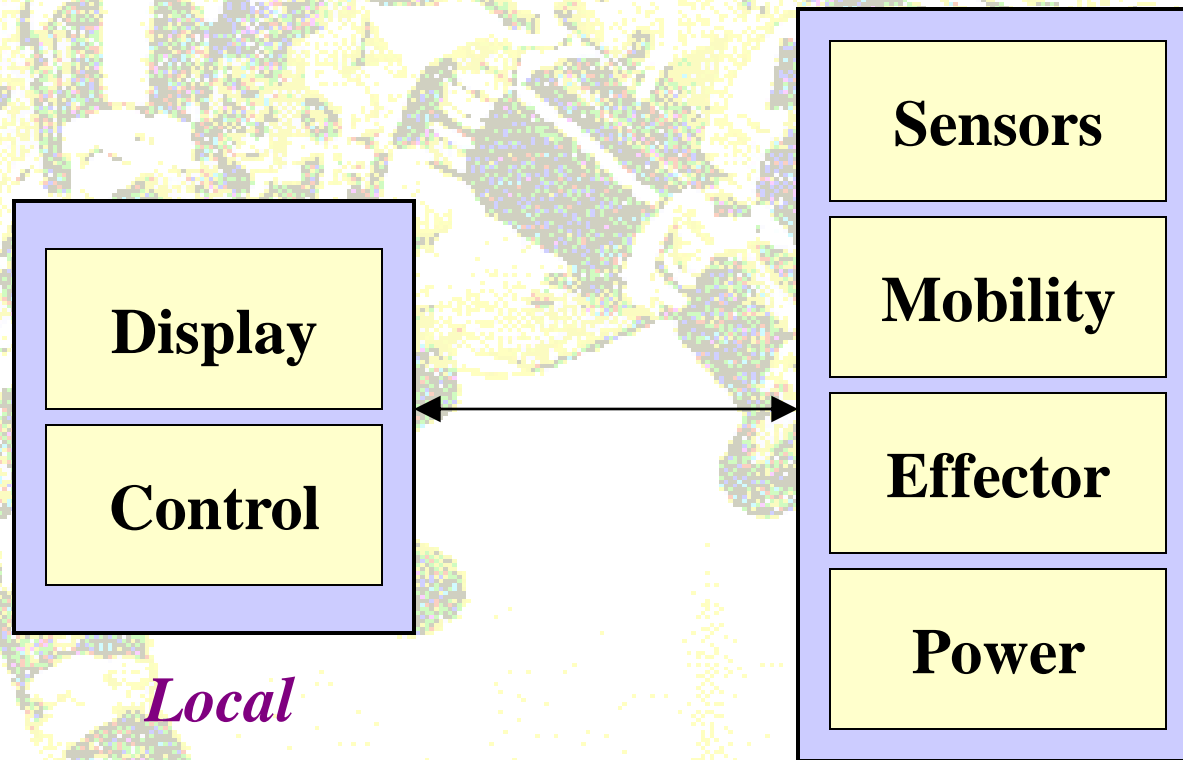 Display
Control
Local
Sensors
Mobility
Effector
Power